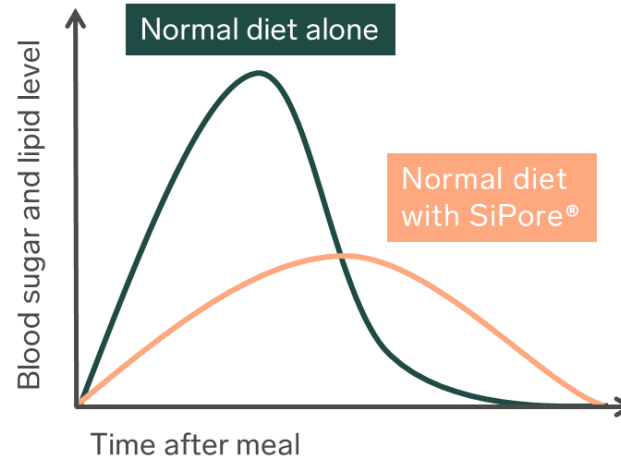 Normal diet alone
Blood sugar and lipid level
Normal diet
with SiPore®
Time after meal